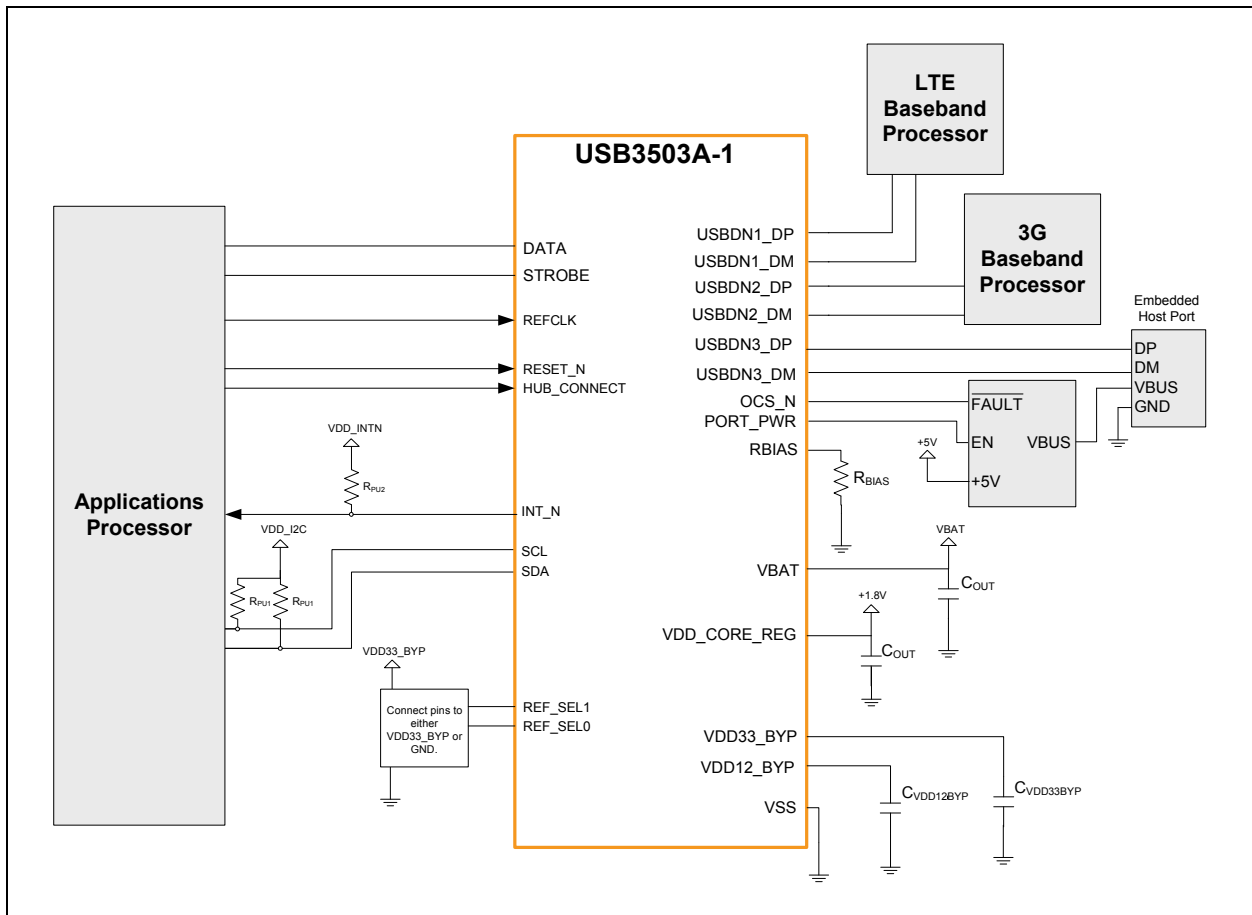 LTE
Baseband
Processor
USB3503A-1
3G
Baseband
Processor
Embedded
Host Port
DP
DM
VBUS
GND
DATA
STROBE
REFCLK
RESET_N
HUB_CONNECT
VDD_INTN
RPU2
INT_N
VDD_I2C
SCL
SDA
RPU1
RPU1
Applications
Processor
VDD33_BYP
Connect pins to
either
VDD33_BYP or
GND.
REF_SEL1
REF_SEL0
USBDN1_DP
USBDN1_DM
USBDN2_DP
USBDN2_DM
USBDN3_DP
USBDN3_DM
OCS_N
PORT_PWR
RBIAS
RBIAS
FAULT
EN
VBUS
+5V
+5V
VBAT
VBAT
COUT
+1.8V
VDD_CORE_REG
COUT
VDD33_BYP
VDD12_BYP
VSS
CVDD12BYP
CVDD33BYP